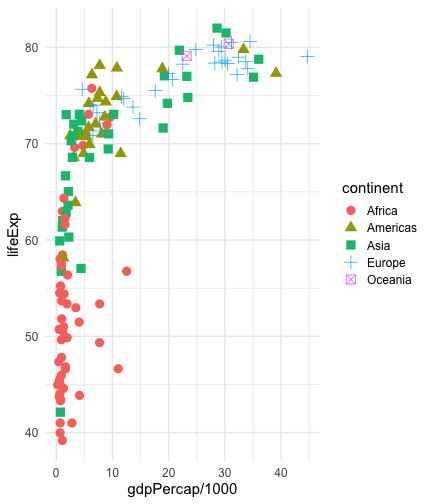 80
70
60
50
40
lifeExp
0
10
20
30
40
gdpPercap/1000
continent
Africa
Americas
Asia
Europe
Oceania